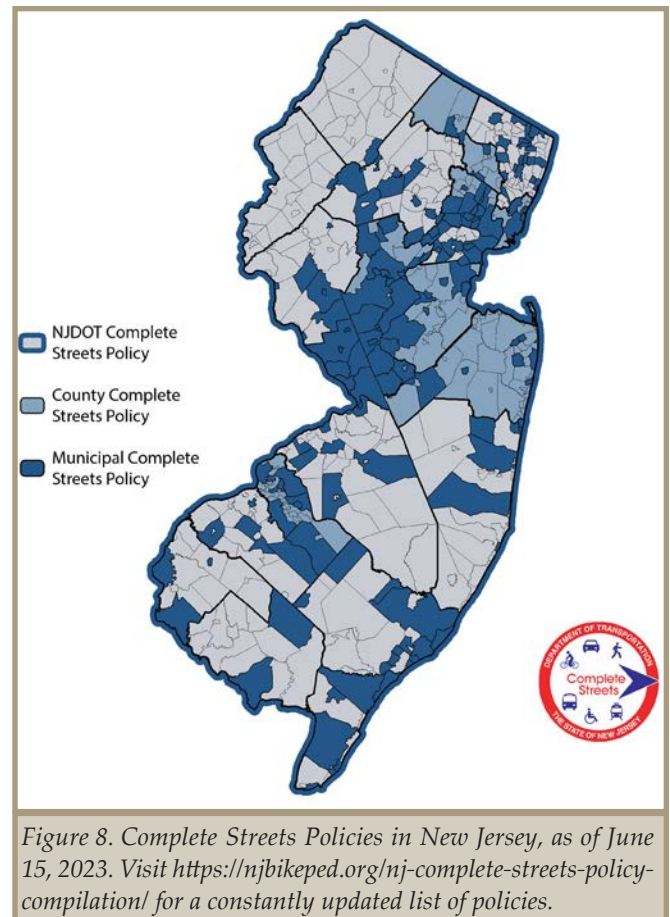 NJDOT Complete
Streets Policy
County Complete
Streets Policy
Municipal Complete
Streets Policy
DEPARTMENT OF TRANSPORTATION
Complete
Streets
THE STATE OF NEW JERSEY
Figure 8. Complete Streets Policies in New Jersey, as of June
15, 2023. Visit https://njbikeped.org/nj-complete-streets-policy-
compilation/ for a constantly updated list of policies.